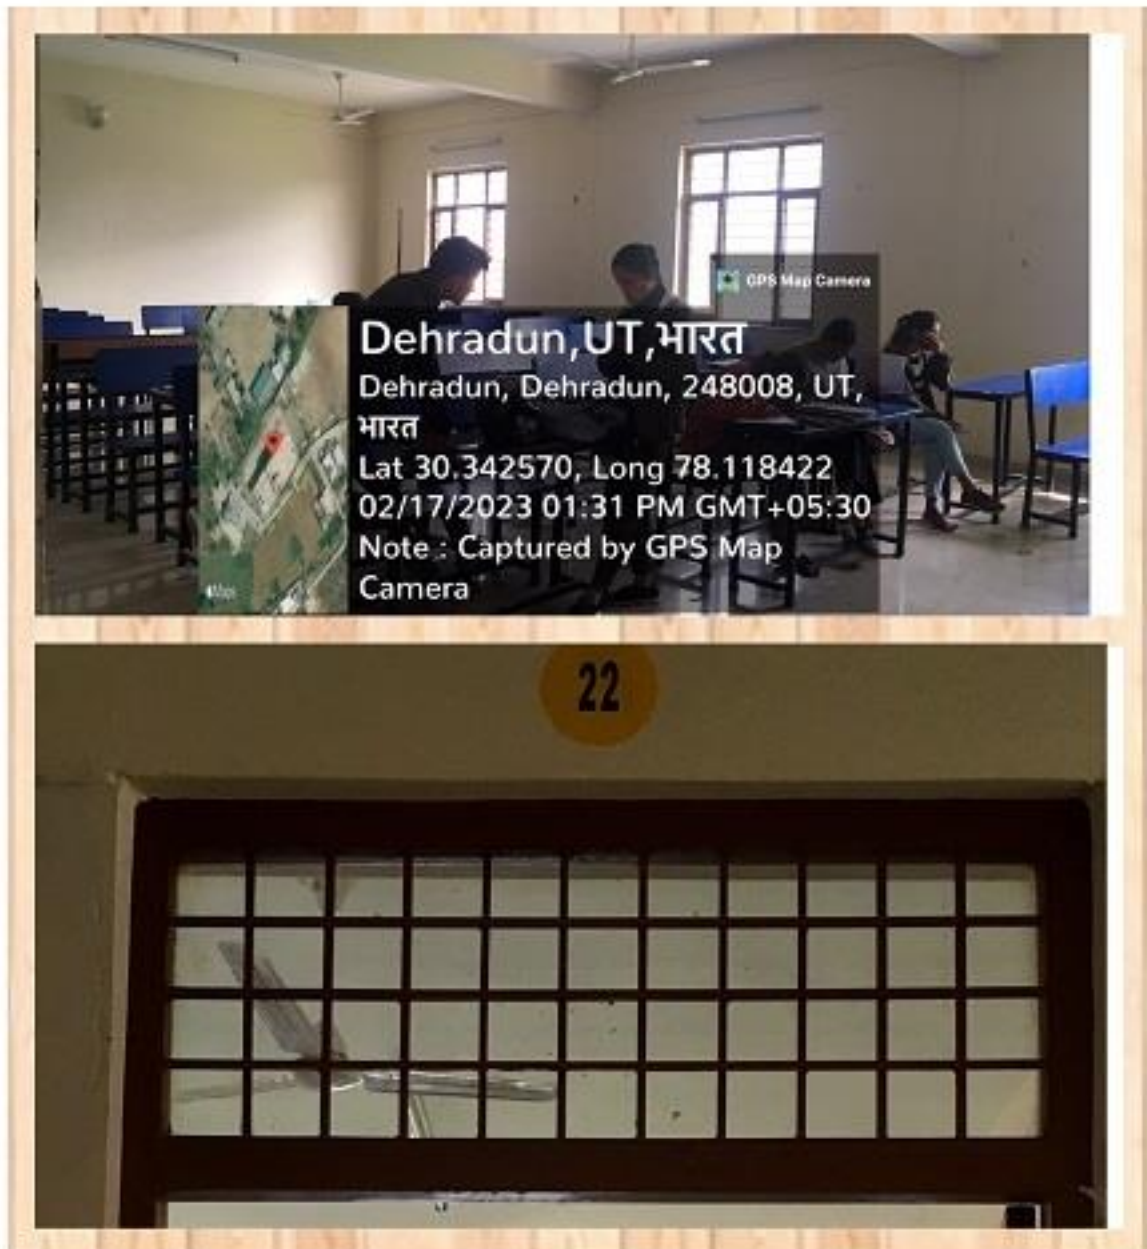 GPS Map Camera
Dehradun,UT,भारत
Dehradun, Dehradun, 248008, UT,
भारत
Lat 30.342570, Long 78.118422
02/17/2023 01:31 PM GMT+05:30
Note : Captured by GPS Map
Camera
22